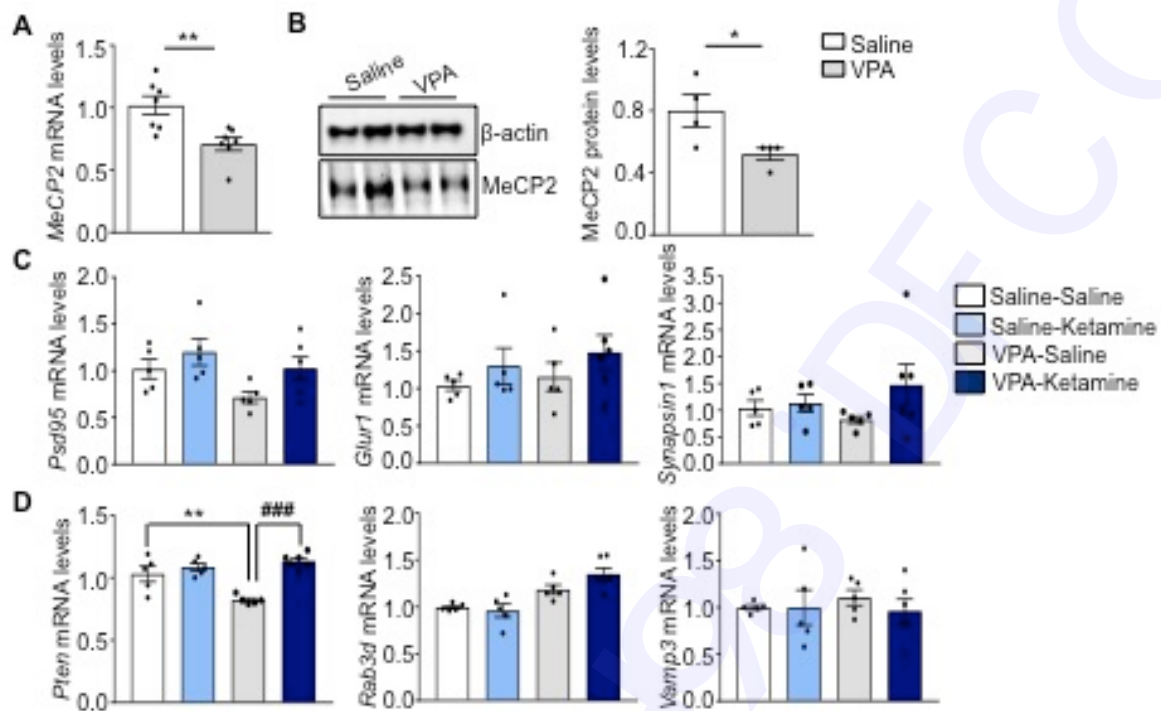 A
MeCP2 mRNA levels
1.5
1.0
0.5
0.0
**
B
Saline VPA
β-actin
MeCP2
MeCP2 protein levels
1.2
0.8
0.4
0.0
*
Saline
VPA
C
Psd95 mRNA levels
2.0
1.5
1.0
0.5
0.0
Glur1 mRNA levels
2.5
2.0
1.5
1.0
0.5
0.0
Synapsin1 mRNA levels
3.5
3.0
2.5
2.0
1.5
1.0
0.5
0.0
Saline-Saline
Saline-Ketamine
VPA-Saline
VPA-Ketamine
D
Pten mRNA levels
1.5
1.0
0.5
0.0
**
###
Rab3d mRNA levels
2.0
1.5
1.0
0.5
0.0
Vamp3 mRNA levels
2.0
1.5
1.0
0.5
0.0